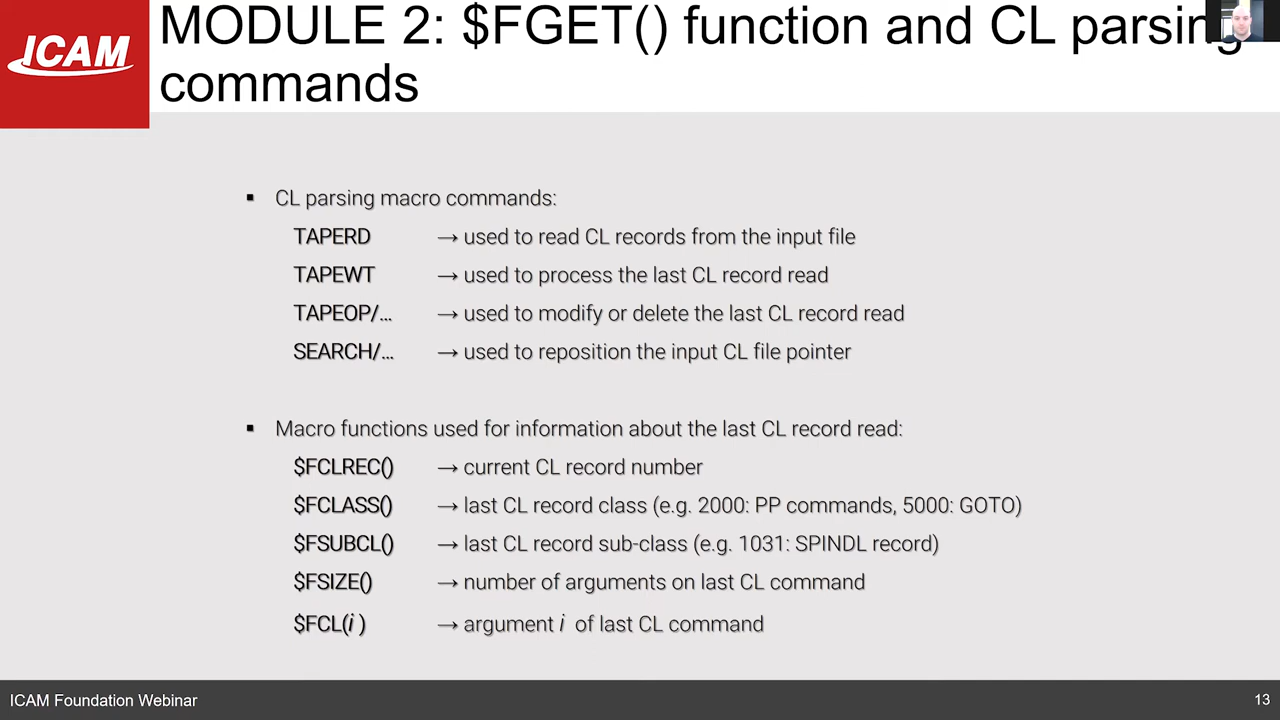 ICAM
MODULE 2: $FGET() function and CL parsing
commands
▪ CL parsing macro commands:
TAPERD → used to read CL records from the input file
TAPEWT → used to process the last CL record read
TAPEOP/... → used to modify or delete the last CL record read
SEARCH/... → used to reposition the input CL file pointer
▪ Macro functions used for information about the last CL record read:
$FCLREC() → current CL record number
$FCLASS() → last CL record class (e.g. 2000: PP commands, 5000: GOTO)
$FSUBCL() → last CL record sub-class (e.g. 1031: SPINDL record)
$FSIZE() → number of arguments on last CL command
$FCL(i ) → argument i of last CL command
ICAM Foundation Webinar
13